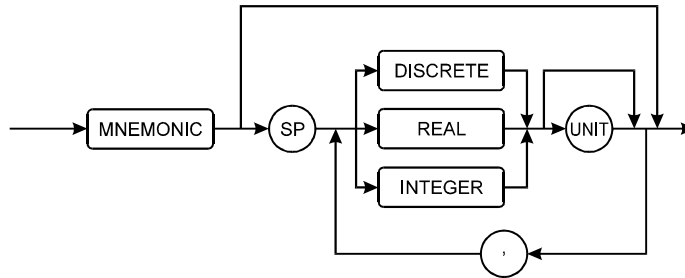 DISCRETE
MNEMONIC
SP
REAL
UNIT
INTEGER
,